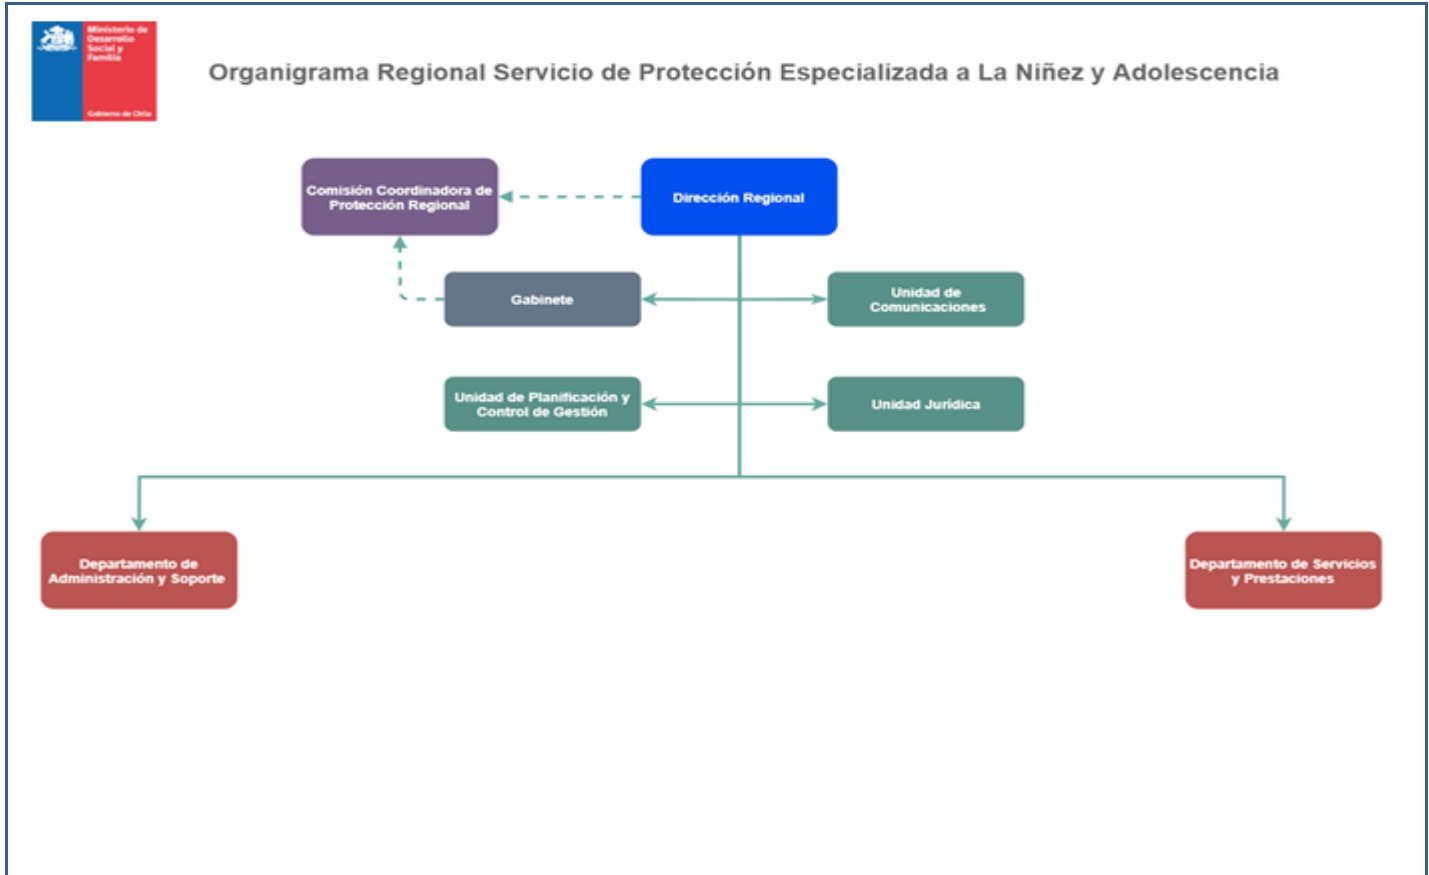 Ministerio de
Desarrollo
Social y
Familia
Gobierno de Chile
Organigrama Regional Servicio de Protección Especializada a La Niñez y Adolescencia
Comisión Coordinadora de
Protección Regional
Dirección Regional
Gabinete
Unidad de
Comunicaciones
Unidad de Planificación y
Control de Gestión
Unidad Jurídica
Departamento de
Administración y Soporte
Departamento de Servicios
y Prestaciones